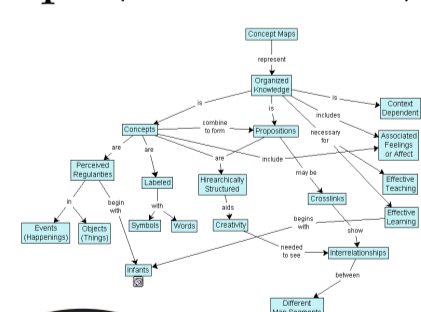 Concept Maps
represent
Organized
Knowledge
is
is
is
Context
Dependent
includes
combine
to form
necessary
for
Associated
Feelings
or Affect
Concepts
Propositions
are
are
are
include
Perceived
Regularities
Labeled
Hirearchically
Structured
may be
Effective
Teaching
Crosslinks
in
begin
with
with
aids
Events
(Happenings)
Objects
(Things)
Symbols
Words
Creativity
begins
with
show
Effective
Learning
needed
to see
Interrelationships
Infants
between
Different